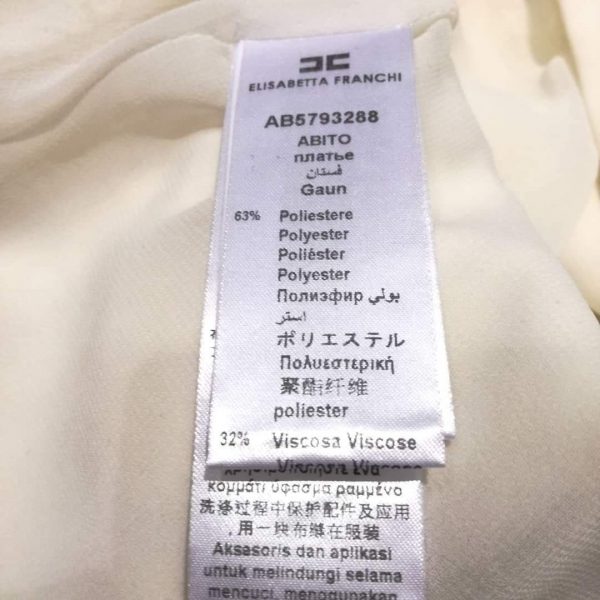 ELISABETTA FRANCHI
AB5793288
ABITO
платье
فستان
Gaun
63% Poliestere
Polyester
Poliéster
Polyester
Полиэфир بولي
استر
ポリエステル
Πολυεστερική
聚酯纤维
poliester
32% Viscosa Viscose
κομμάτι ύφασμα ραμμένο
洗涤过程中保护配件及应用
,用一块布缝在服装
Aksesoris dan aplikasi
untuk melindungi selama
mencuci, menggunakan